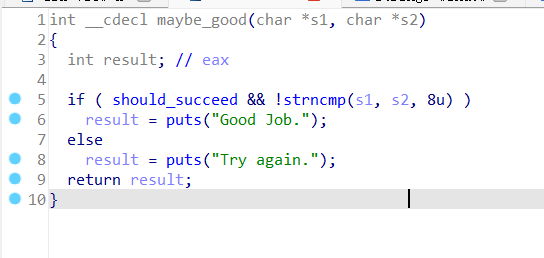 1 int __cdecl maybe_good(char *s1, char *s2)
2 {
3   int result; // eax
4
5   if ( should_succeed && !strncmp(s1, s2, 8u) )
6     result = puts("Good Job.");
7   else
8     result = puts("Try again.");
9   return result;
10 }